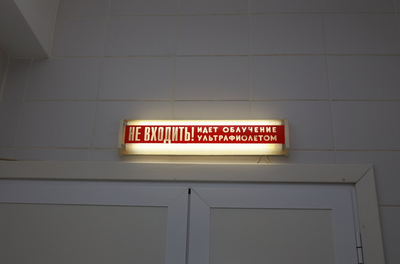 НЕ ВХОДИТЬ!
ИДЕТ ОБЛУЧЕНИЕ
УЛЬТРАФИОЛЕТОМ